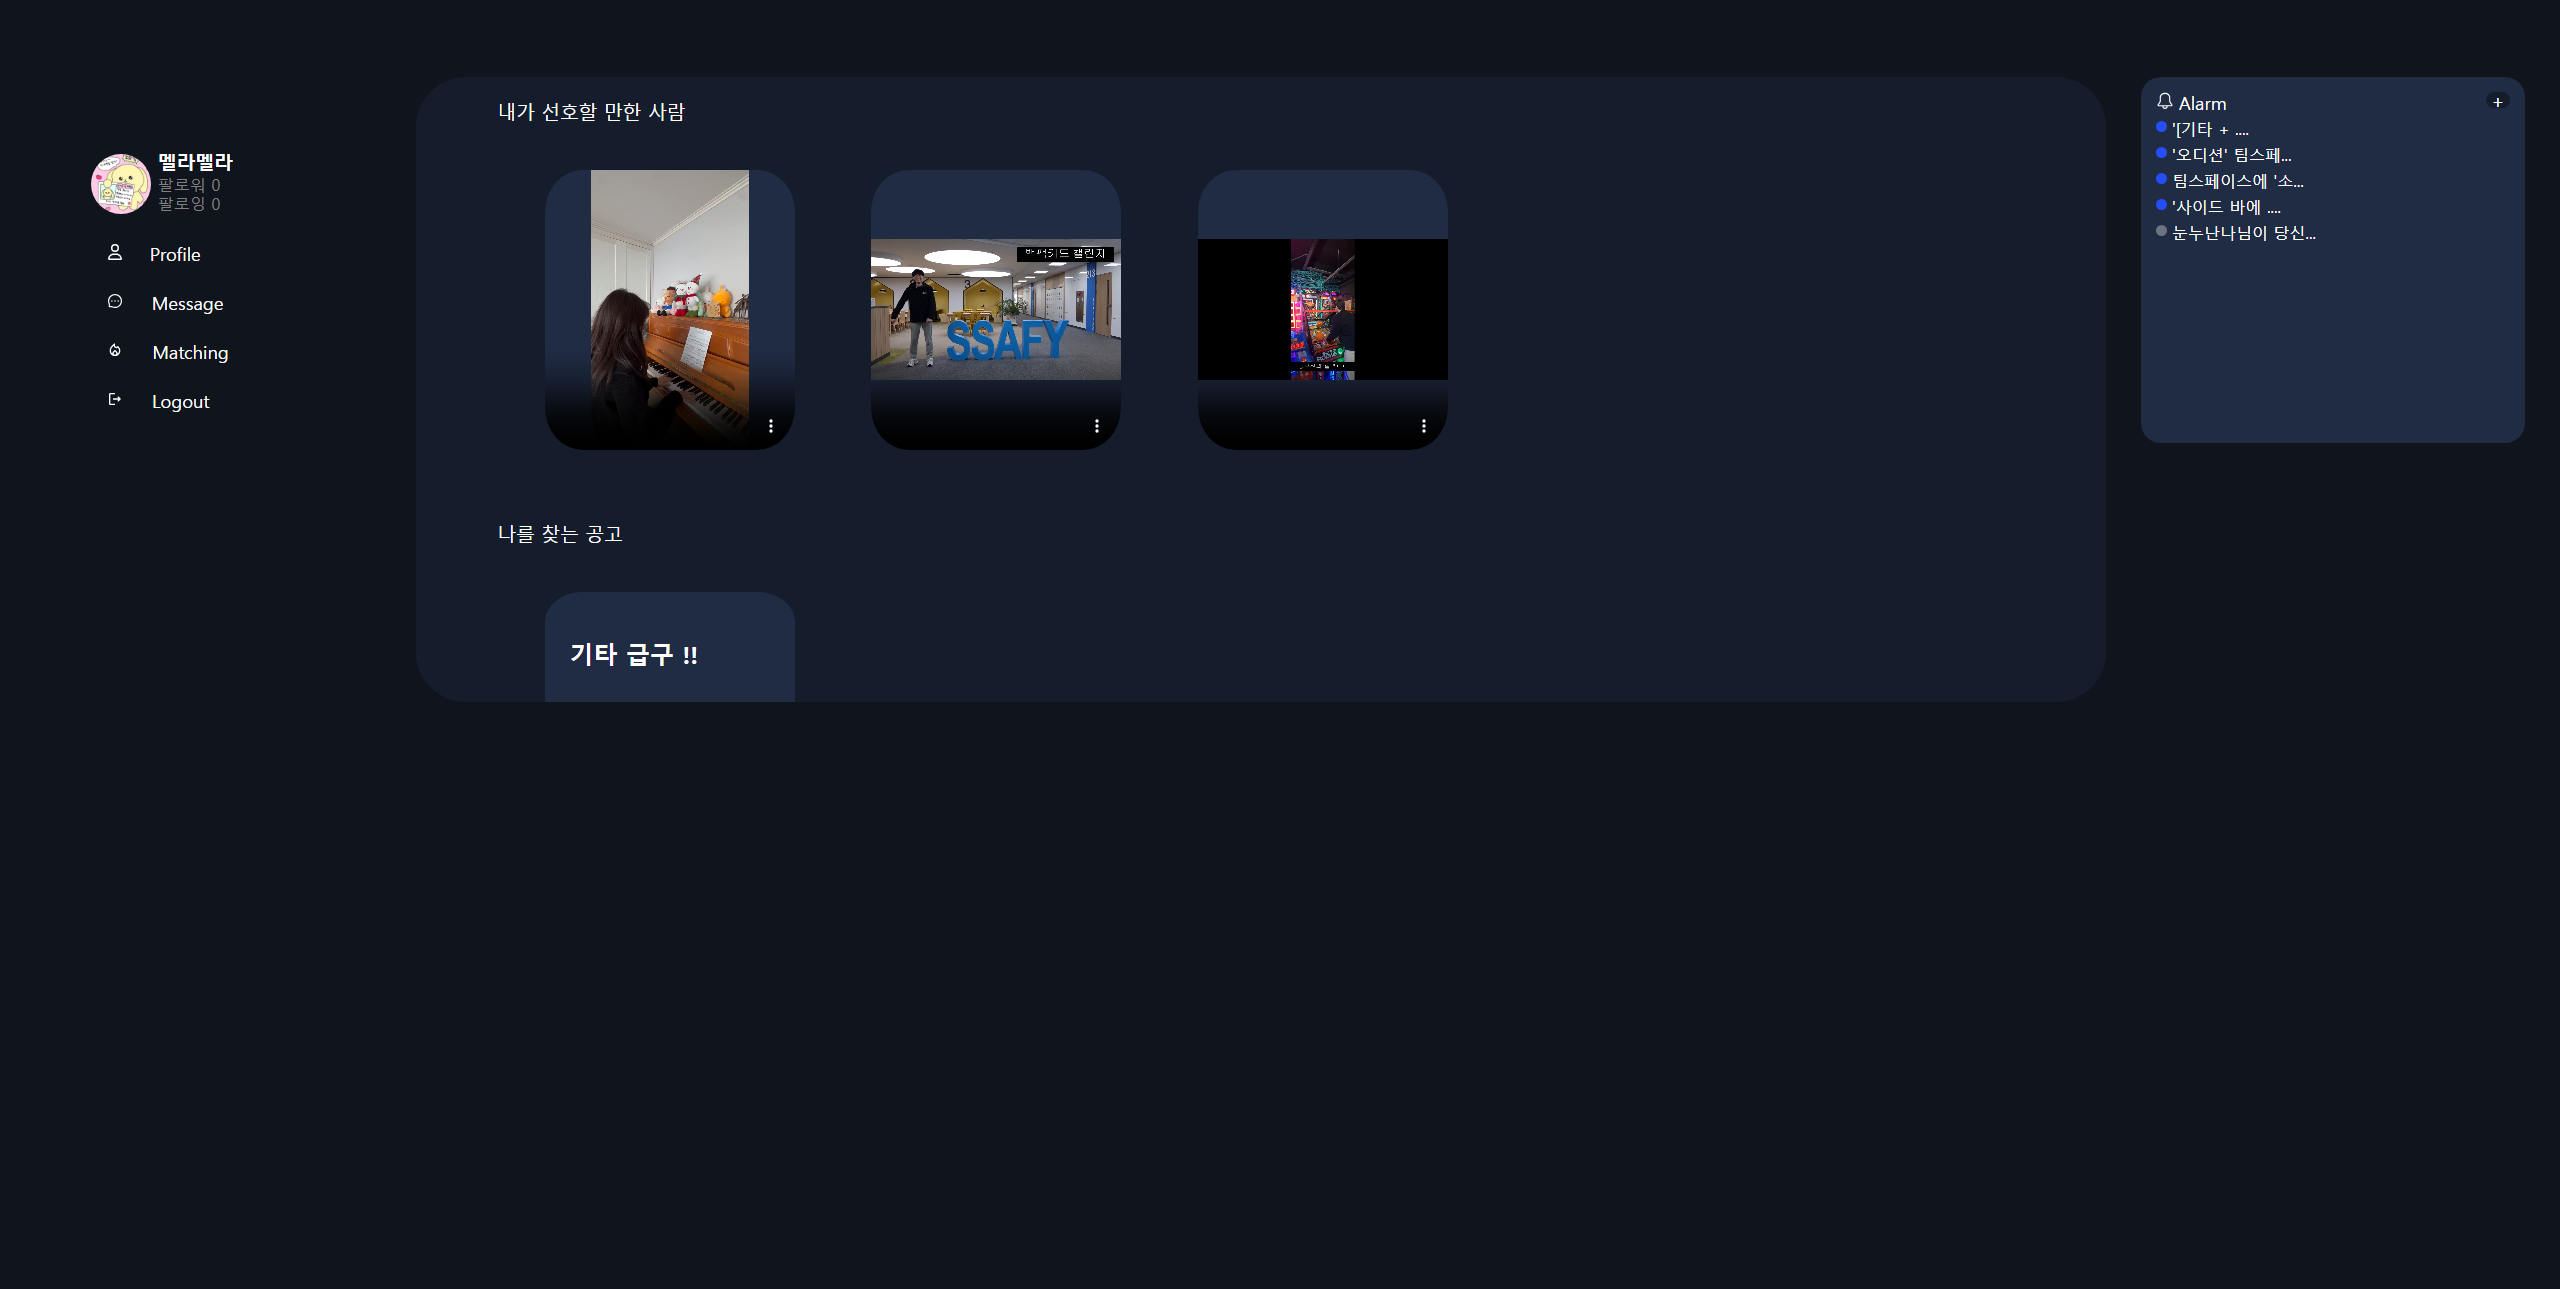 멜라멜라
팔로워 0
팔로잉 0
Profile
Message
Matching
Logout
내가 선호할 만한 사람
챌린지
SSAFY
나를 찾는 공고
기타 급구 !!
Alarm
+
'[기타 + ....
'오디션' 팀스페...
팀스페이스에 '소...
'사이드 바에 ....
눈누난나님이 당신...